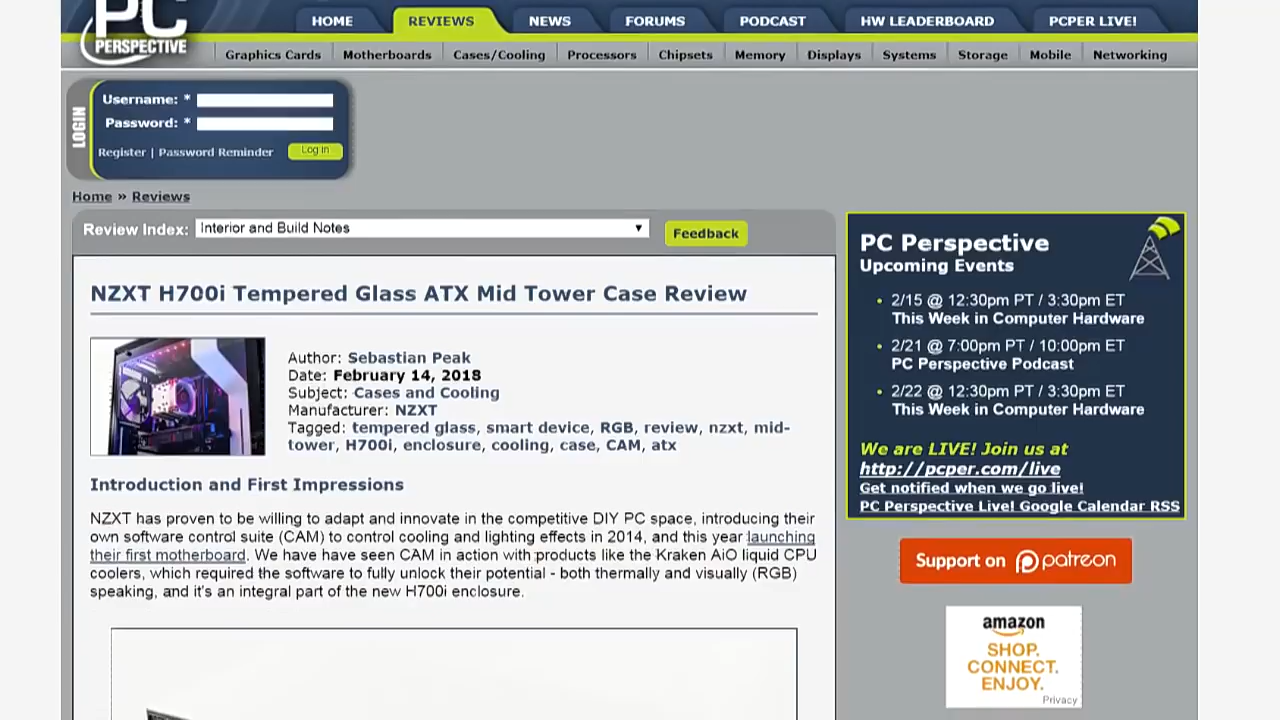 PC
PERSPECTIVE
HOME
REVIEWS
NEWS
FORUMS
PODCAST
HW LEADERBOARD
PCPER LIVE!
Graphics Cards
Motherboards
Cases/Cooling
Processors
Chipsets
Memory
Displays
Systems
Storage
Mobile
Networking
LOGIN
Username: *
Password: *
Register | Password Reminder
Log in
Home » Reviews
Review Index:
Interior and Build Notes
Feedback
NZXT H700i Tempered Glass ATX Mid Tower Case Review
Author: Sebastian Peak
Date: February 14, 2018
Subject: Cases and Cooling
Manufacturer: NZXT
Tagged: tempered glass, smart device, RGB, review, nzxt, mid-
tower, H700i, enclosure, cooling, case, CAM, atx
Introduction and First Impressions
NZXT has proven to be willing to adapt and innovate in the competitive DIY PC space, introducing their
own software control suite (CAM) to control cooling and lighting effects in 2014, and this year launching
their first motherboard. We have have seen CAM in action with products like the Kraken AiO liquid CPU
coolers, which required the software to fully unlock their potential - both thermally and visually (RGB)
speaking, and it's an integral part of the new H700i enclosure.
PC Perspective
Upcoming Events
• 2/15 @ 12:30pm PT / 3:30pm ET
This Week in Computer Hardware
• 2/21 @ 7:00pm PT / 10:00pm ET
PC Perspective Podcast
• 2/22 @ 12:30pm PT / 3:30pm ET
This Week in Computer Hardware
We are LIVE! Join us at
http://pcper.com/live
Get notified when we go live!
PC Perspective Live! Google Calendar RSS
Support on patreon
amazon
SHOP.
CONNECT.
ENJOY.
Privacy